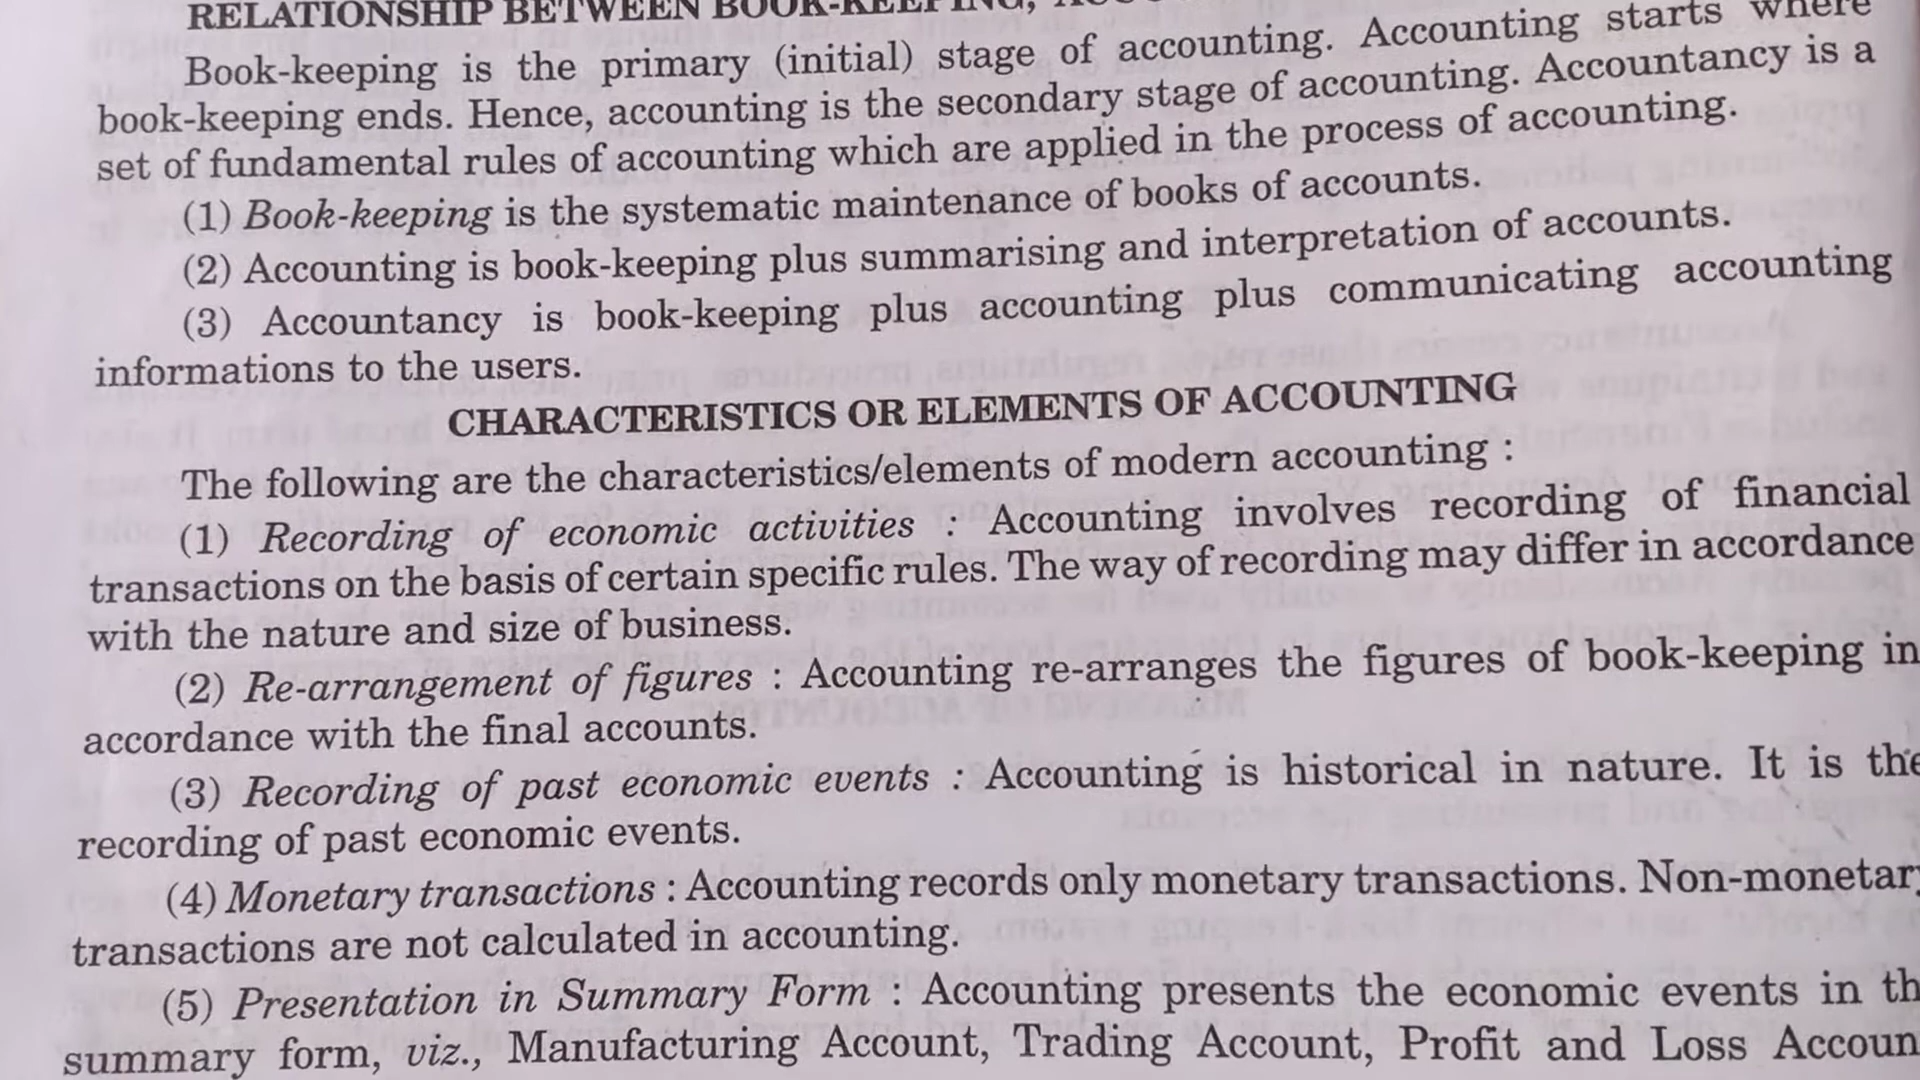 RELATIONSHIP BETWEEN BOOK-KEEPING,
Book-keeping is the primary (initial) stage of accounting. Accounting starts where
book-keeping ends. Hence, accounting is the secondary stage of accounting. Accountancy is a
set of fundamental rules of accounting which are applied in the process of accounting.
(1) Book-keeping is the systematic maintenance of books of accounts.
(2) Accounting is book-keeping plus summarising and interpretation of accounts.
(3) Accountancy is book-keeping plus accounting plus communicating accounting
informations to the users.
CHARACTERISTICS OR ELEMENTS OF ACCOUNTING
The following are the characteristics/elements of modern accounting :
(1) Recording of economic activities : Accounting involves recording of financial
transactions on the basis of certain specific rules. The way of recording may differ in accordance
with the nature and size of business.
(2) Re-arrangement of figures : Accounting re-arranges the figures of book-keeping in
accordance with the final accounts.
(3) Recording of past economic events : Accounting is historical in nature. It is the
recording of past economic events.
(4) Monetary transactions : Accounting records only monetary transactions. Non-monetary
transactions are not calculated in accounting.
(5) Presentation in Summary Form : Accounting presents the economic events in th
summary form, viz., Manufacturing Account, Trading Account, Profit and Loss Accoun